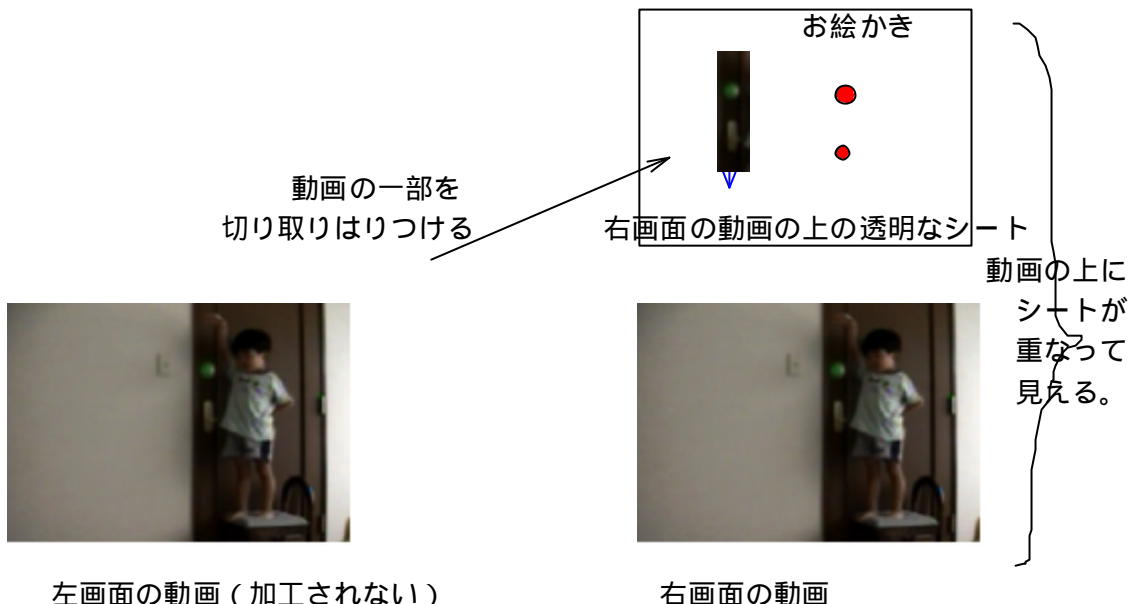 お絵かき
動画の一部を
切り取りはりつける
右画面の動画の上の透明なシート
動画の上に
シートが
重なって
見える。
左画面の動画（加工されない）
右画面の動画